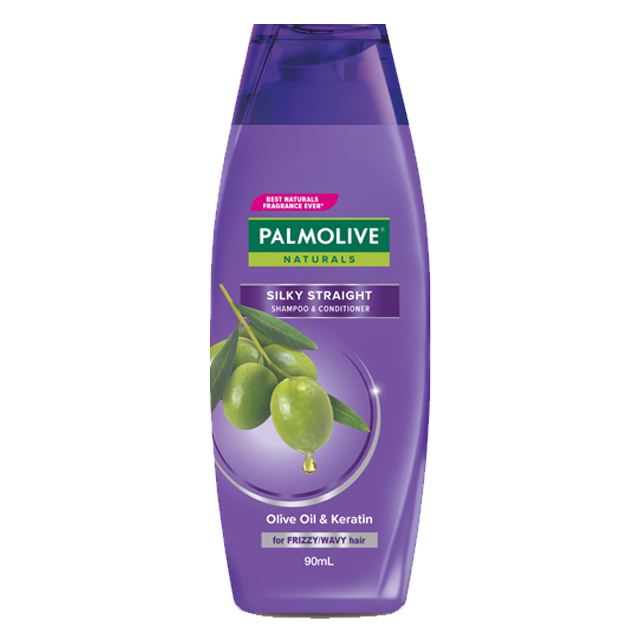 BEST NATURALS
FRAGRANCE EVER*
PALMOLIVE®
NATURALS
SILKY STRAIGHT
SHAMPOO & CONDITIONER
Olive Oil & Keratin
for FRIZZY/WAVY hair
90mL